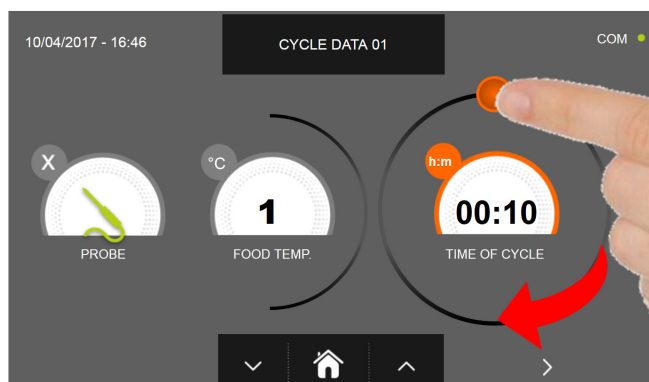 10/04/2017 - 16:46
CYCLE DATA 01
COM
X
°C
h:m
1
00:10
PROBE
FOOD TEMP.
TIME OF CYCLE